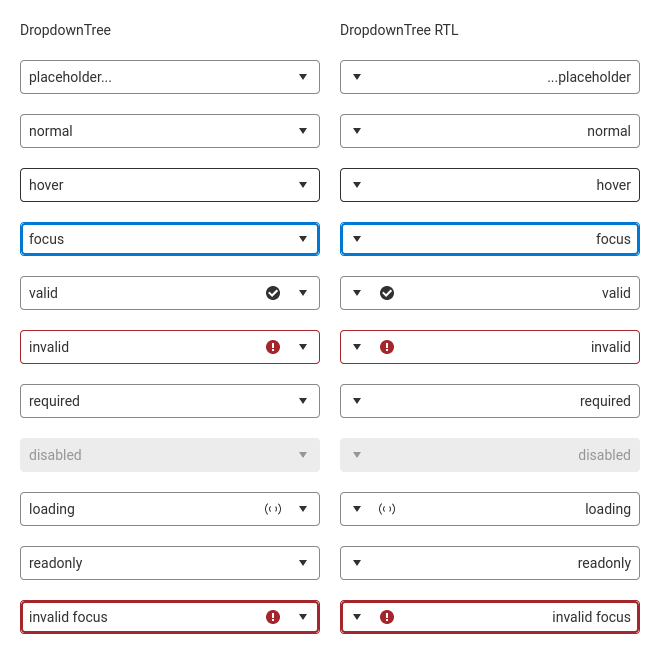 DropdownTree
placeholder...
normal
hover
focus
valid
invalid
required
disabled
loading
readonly
invalid focus
DropdownTree RTL
...placeholder
normal
hover
focus
valid
invalid
required
disabled
loading
readonly
invalid focus